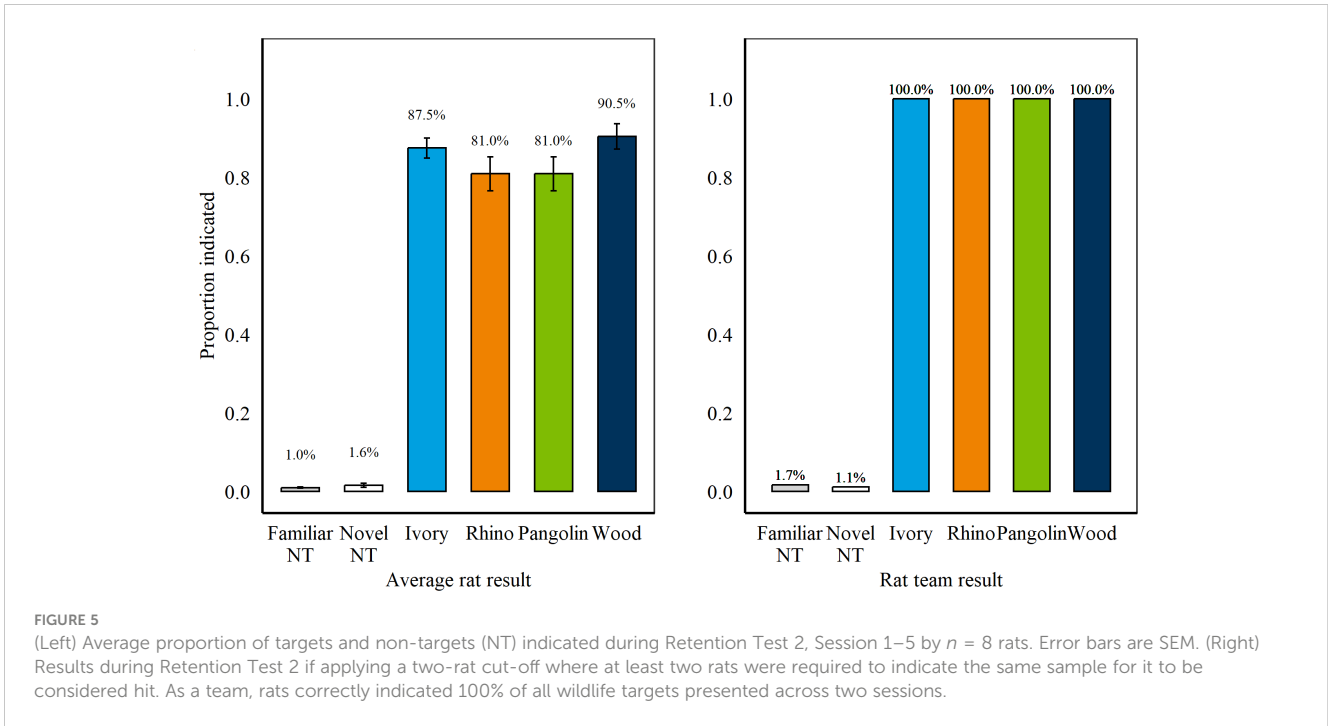 Proportion indicated
1.0
0.8
0.6
0.4
0.2
0.0
1.0%
1.6%
87.5%
81.0%
81.0%
90.5%
Familiar NT
Novel NT
Ivory
Rhino
Pangolin
Wood
Average rat result
1.0
0.8
0.6
0.4
0.2
0.0
1.7%
1.1%
100.0%
100.0%
100.0%
100.0%
Familiar NT
Novel NT
Ivory
Rhino
Pangolin
Wood
Rat team result
FIGURE 5
(Left) Average proportion of targets and non-targets (NT) indicated during Retention Test 2, Session 1–5 by n = 8 rats. Error bars are SEM. (Right)
Results during Retention Test 2 if applying a two-rat cut-off where at least two rats were required to indicate the same sample for it to be
considered hit. As a team, rats correctly indicated 100% of all wildlife targets presented across two sessions.